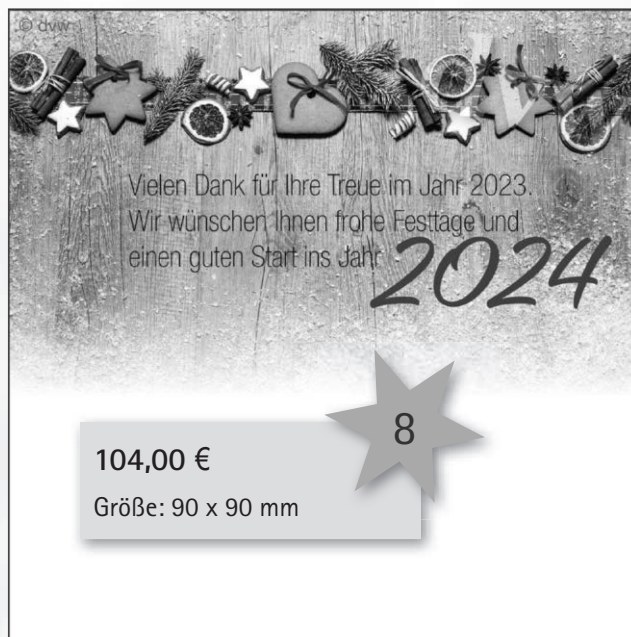 © dvw
Vielen Dank für Ihre Treue im Jahr 2023.
Wir wünschen Ihnen frohe Festtage und
einen guten Start ins Jahr 2024
8
104,00 €
Größe: 90 x 90 mm